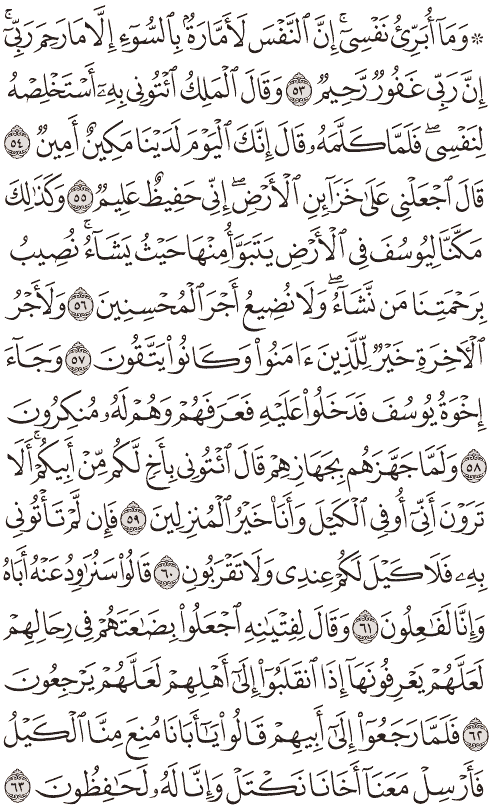 ۞ وَمَآ أُبَرِّئُ نَفْسِىٓ ۚ إِنَّ ٱلنَّفْسَ لَأَمَّارَةٌۢ بِٱلسُّوٓءِ إِلَّا مَا رَحِمَ رَبِّىٓ ۚ
إِنَّ رَبِّى غَفُورٌ رَّحِيمٌ ٥٣ وَقَالَ ٱلْمَلِكُ ٱئْتُونِى بِهِۦٓ أَسْتَخْلِصْهُ
لِنَفْسِى ۖ فَلَمَّا كَلَّمَهُۥ قَالَ إِنَّكَ ٱلْيَوْمَ لَدَيْنَا مَكِينٌ أَمِينٌ ٥٤
قَالَ ٱجْعَلْنِى عَلَىٰ خَزَآئِنِ ٱلْأَرْضِ ۖ إِنِّى حَفِيظٌ عَلِيمٌ ٥٥ وَكَذَٰلِكَ
مَكَّنَّا لِيُوسُفَ فِى ٱلْأَرْضِ يَتَبَوَّأُ مِنْهَا حَيْثُ يَشَآءُ ۚ نُصِيبُ
بِرَحْمَتِنَا مَن نَّشَآءُ ۖ وَلَا نُضِيعُ أَجْرَ ٱلْمُحْسِنِينَ ٥٦ وَلَأَجْرُ
ٱلْـَٔاخِرَةِ خَيْرٌ لِّلَّذِينَ ءَامَنُوا۟ وَكَانُوا۟ يَتَّقُونَ ٥٧ وَجَآءَ
إِخْوَةُ يُوسُفَ فَدَخَلُوا۟ عَلَيْهِ فَعَرَفَهُمْ وَهُمْ لَهُۥ مُنكِرُونَ
٥٨ وَلَمَّا جَهَّزَهُم بِجَهَازِهِمْ قَالَ ٱئْتُونِى بِأَخٍ لَّكُم مِّنْ أَبِيكُمْ ۚ أَلَا
تَرَوْنَ أَنِّىٓ أُوفِى ٱلْكَيْلَ وَأَنَا۠ خَيْرُ ٱلْمُنزِلِينَ ٥٩ فَإِن لَّمْ تَأْتُونِى
بِهِۦ فَلَا كَيْلَ لَكُمْ عِندِى وَلَا تَقْرَبُونِ ٦٠ قَالُوا۟ سَنُرَٰوِدُ عَنْهُ أَبَاهُ
وَإِنَّا لَفَـٰعِلُونَ ٦١ وَقَالَ لِفِتْيَـٰنِهِ ٱجْعَلُوا۟ بِضَـٰعَتَهُمْ فِى رِحَالِهِمْ
لَعَلَّهُمْ يَعْرِفُونَهَآ إِذَا ٱنقَلَبُوٓا۟ إِلَىٰٓ أَهْلِهِمْ لَعَلَّهُمْ يَرْجِعُونَ
٦٢ فَلَمَّا رَجَعُوٓا۟ إِلَىٰٓ أَبِيهِمْ قَالُوا۟ يَـٰٓأَبَانَا مُنِعَ مِنَّا ٱلْكَيْلُ
فَأَرْسِلْ مَعَنَآ أَخَانَا نَكْتَلْ وَإِنَّا لَهُۥ لَحَـٰفِظُونَ ٦٣